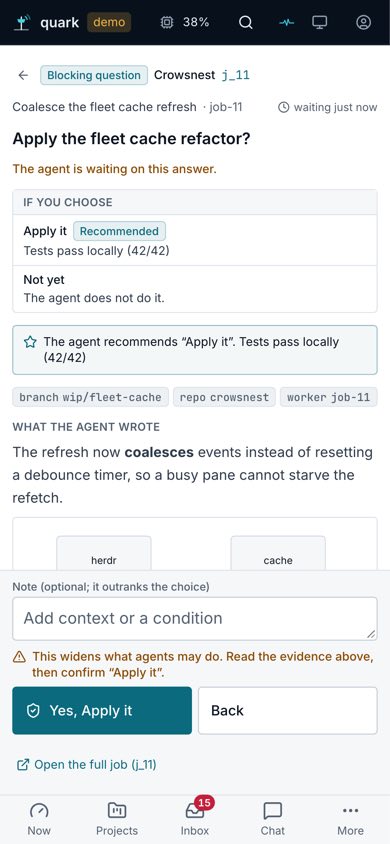 quark demo 38%
Blocking question Crowsnest j_11
Coalesce the fleet cache refresh · job-11 waiting just now
Apply the fleet cache refactor?
The agent is waiting on this answer.
IF YOU CHOOSE
Apply it Recommended
Tests pass locally (42/42)
Not yet
The agent does not do it.
The agent recommends “Apply it”. Tests pass locally
(42/42)
branch wip/fleet-cache repo crowsnest worker job-11
WHAT THE AGENT WROTE
The refresh now coalesces events instead of resetting
a debounce timer, so a busy pane cannot starve the
refetch.
herdr cache
Note (optional; it outranks the choice)
Add context or a condition
This widens what agents may do. Read the evidence above,
then confirm “Apply it”.
Yes, Apply it Back
Open the full job (j_11)
15
Now Projects Inbox Chat More